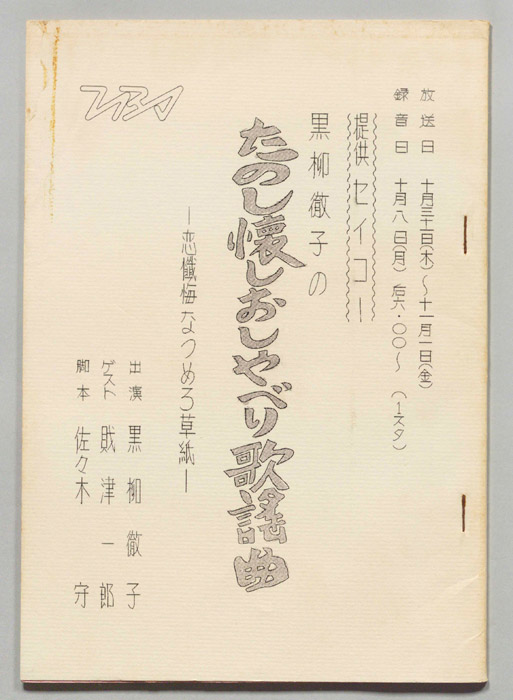 放送日 十月三十一日(木)～十一月一日(金)
録音日 十月八日(月) 后六・〇〇～ (1スタ)
提供セイコー
黒柳徹子の
たのし懐しおしゃべり歌謡曲
―恋懺悔なつめろ草紙―
出演 黒柳徹子
ゲスト 財津一郎
脚本 佐々木守
TBS